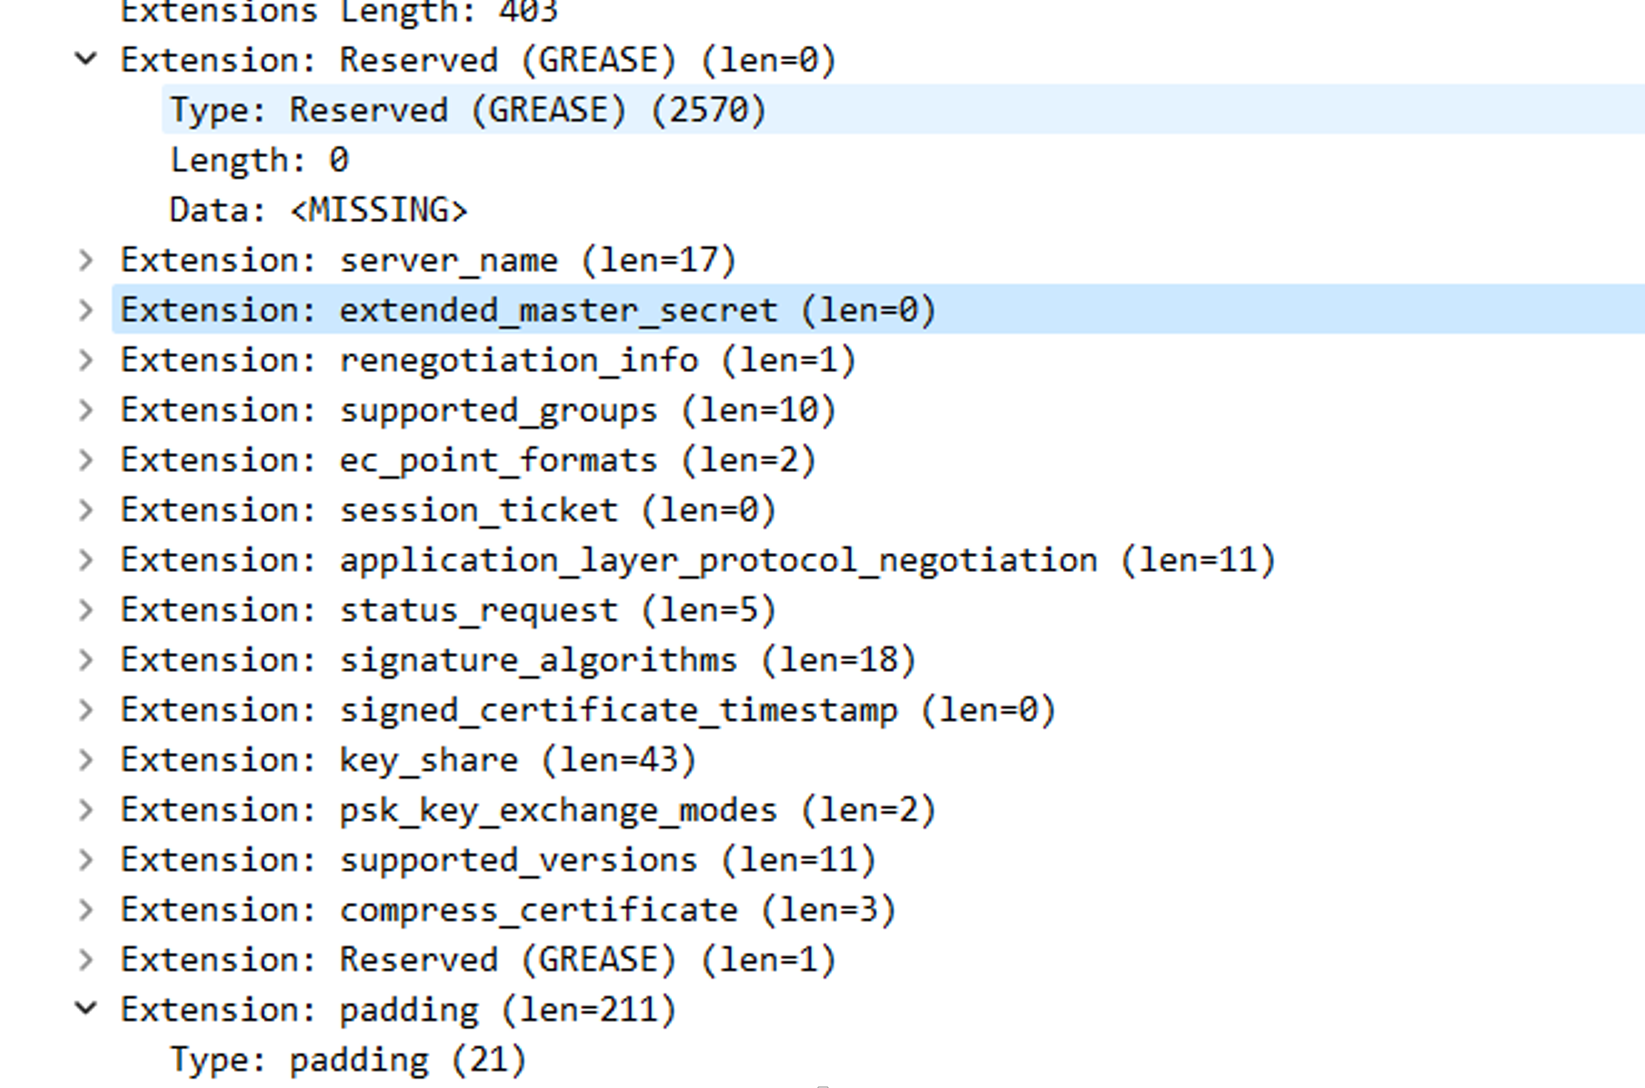 Extensions Length: 403
Extension: Reserved (GREASE) (len=0)
Type: Reserved (GREASE) (2570)
Length: 0
Data: <MISSING>
Extension: server_name (len=17)
Extension: extended_master_secret (len=0)
Extension: renegotiation_info (len=1)
Extension: supported_groups (len=10)
Extension: ec_point_formats (len=2)
Extension: session_ticket (len=0)
Extension: application_layer_protocol_negotiation (len=11)
Extension: status_request (len=5)
Extension: signature_algorithms (len=18)
Extension: signed_certificate_timestamp (len=0)
Extension: key_share (len=43)
Extension: psk_key_exchange_modes (len=2)
Extension: supported_versions (len=11)
Extension: compress_certificate (len=3)
Extension: Reserved (GREASE) (len=1)
Extension: padding (len=211)
Type: padding (21)